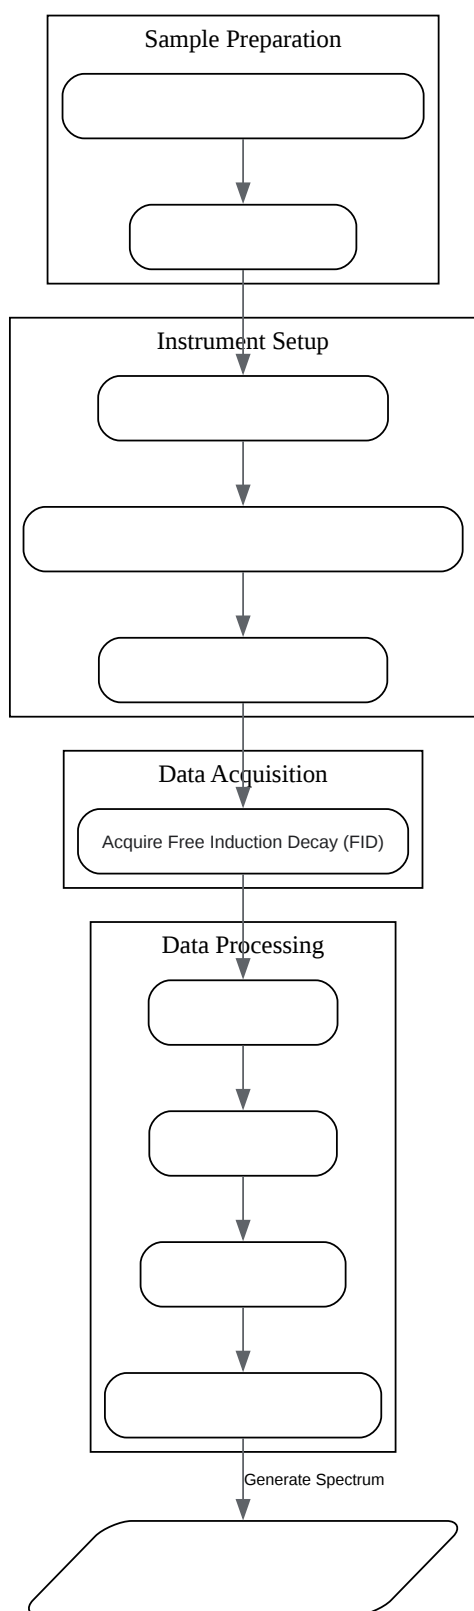 Sample Preparation
Instrument Setup
Data Acquisition
Acquire Free Induction Decay (FID)
Data Processing
Generate Spectrum